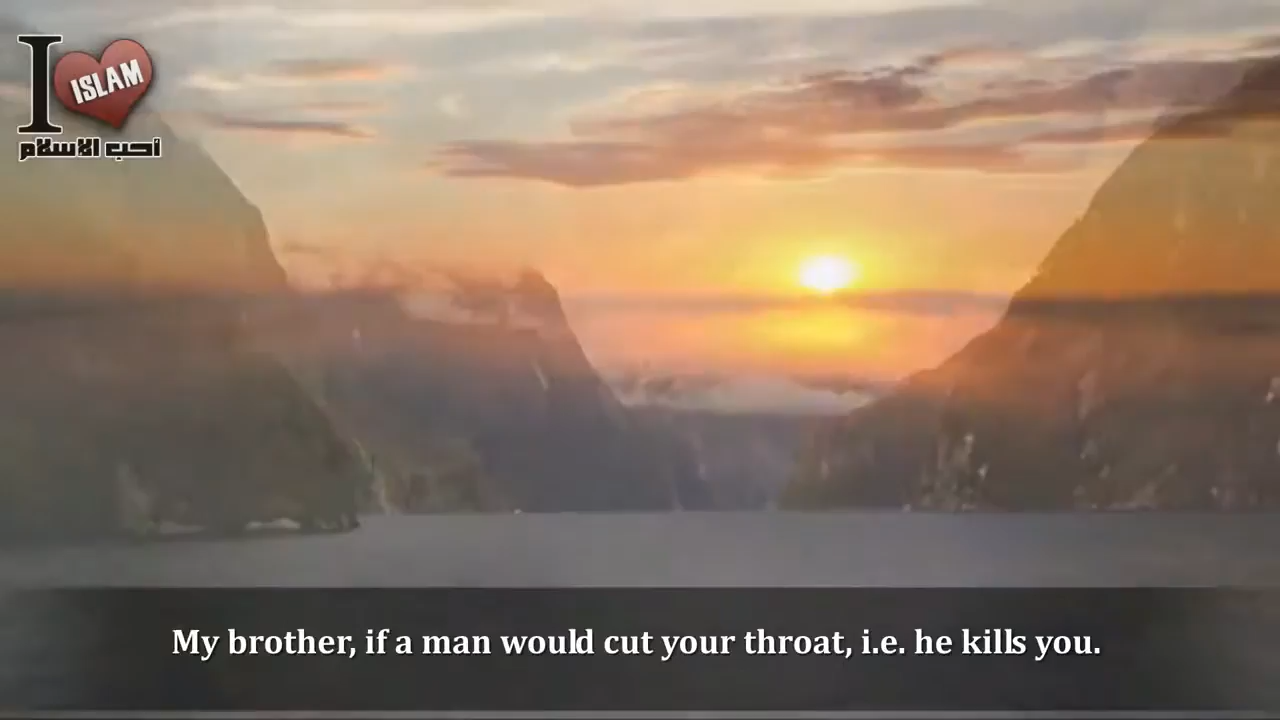 I ISLAM
أحب الاسلام
My brother, if a man would cut your throat, i.e. he kills you.